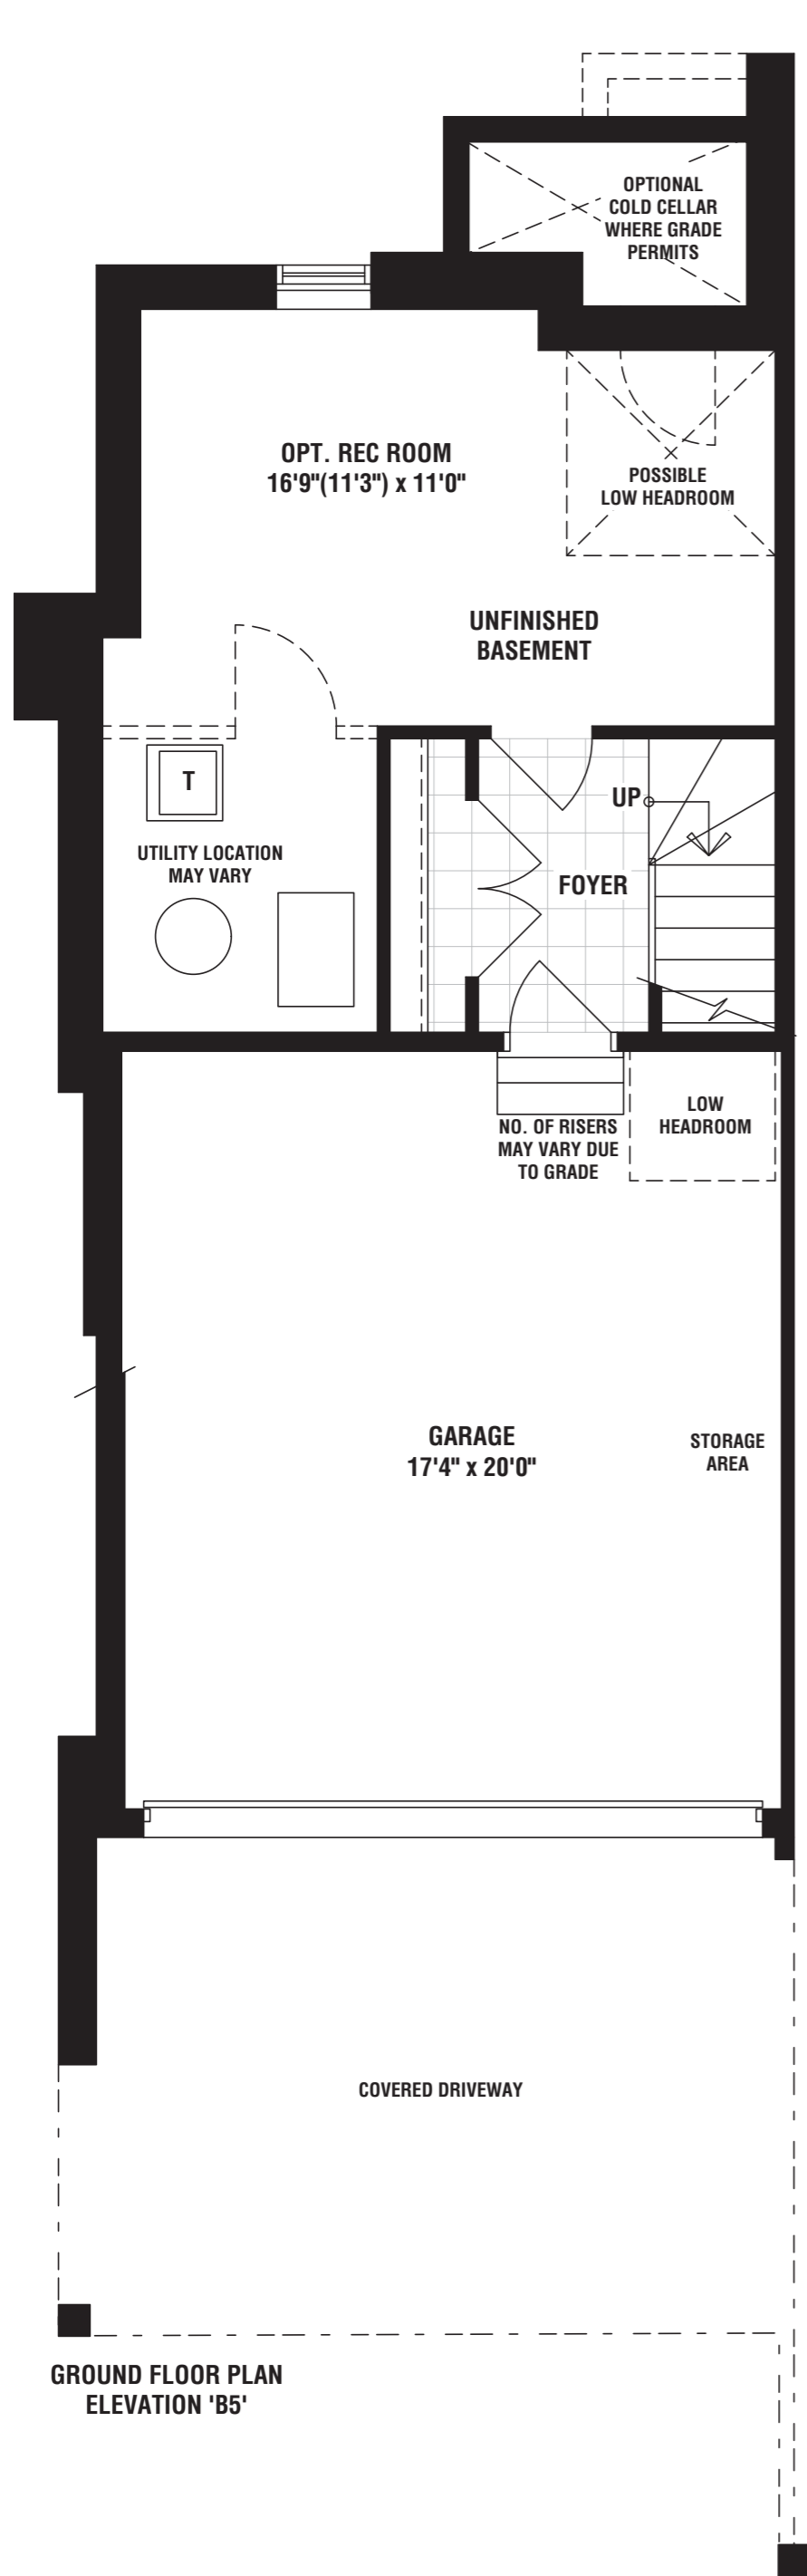 OPTIONAL
COLD CELLAR
WHERE GRADE
PERMITS
OPT. REC ROOM
16'9"(11'3") x 11'0"
POSSIBLE
LOW HEADROOM
UNFINISHED
BASEMENT
T
UP
UTILITY LOCATION
MAY VARY
FOYER
LOW
HEADROOM
NO. OF RISERS
MAY VARY DUE
TO GRADE
GARAGE
17'4" x 20'0"
STORAGE
AREA
COVERED DRIVEWAY
GROUND FLOOR PLAN
ELEVATION 'B5'